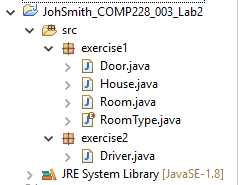 JohSmith_COMP228_003_Lab2
src
exercise1
Door.java
House.java
Room.java
RoomType.java
exercise2
Driver.java
JRE System Library [JavaSE-1.8]